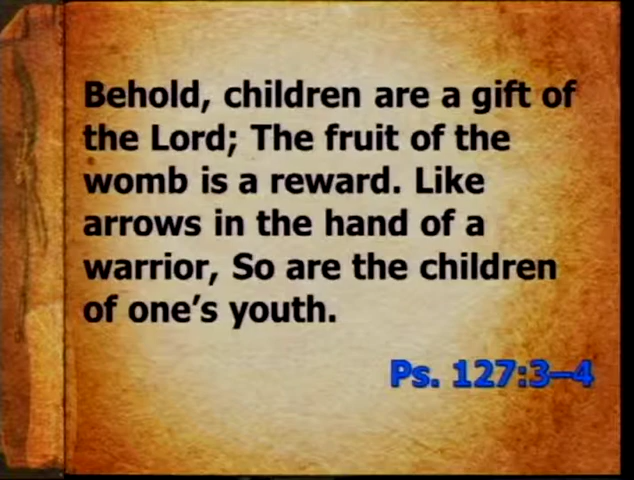 Behold, children are a gift of
the Lord; The fruit of the
womb is a reward. Like
arrows in the hand of a
warrior, So are the children
of one’s youth.
Ps. 127:3–4